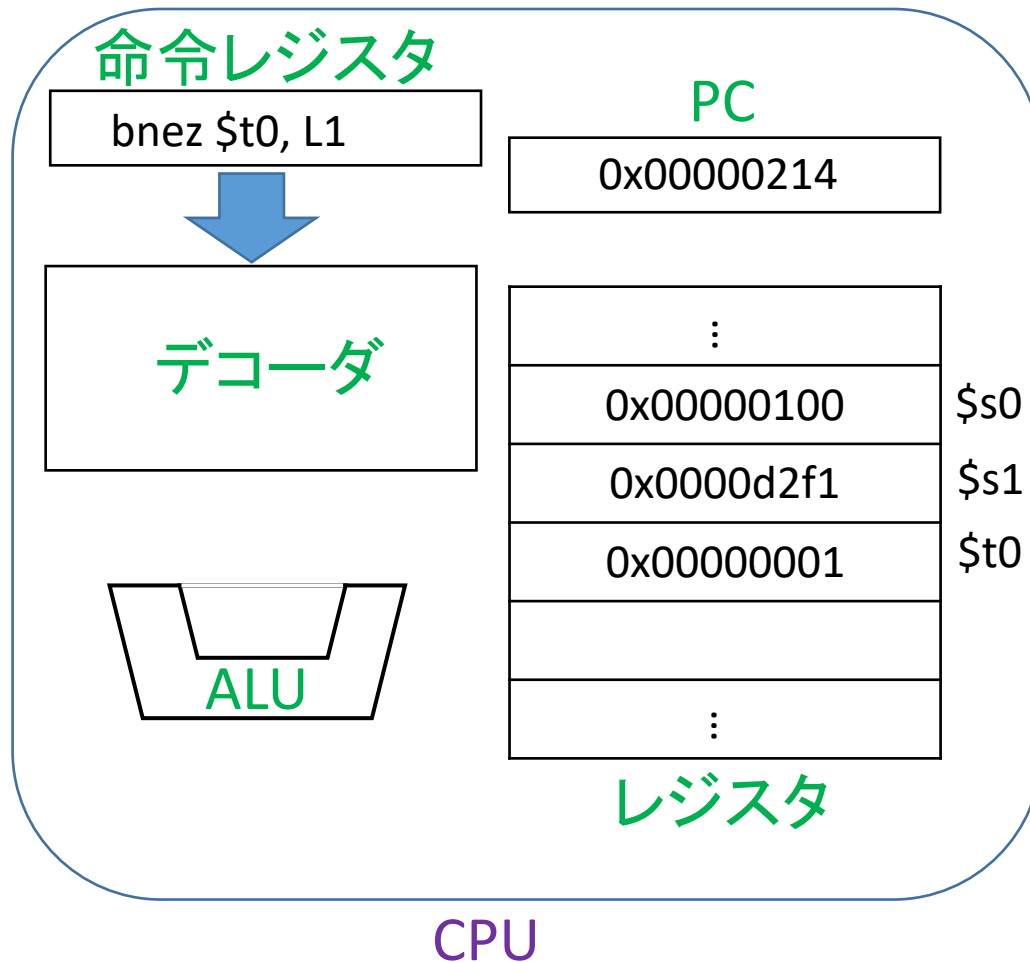 命令レジスタ
bnez $t0, L1
PC
0x00000214
デコーダ
⋮
0x00000100 $s0
0x0000d2f1 $s1
0x00000001 $t0
⋮
ALU
レジスタ
CPU